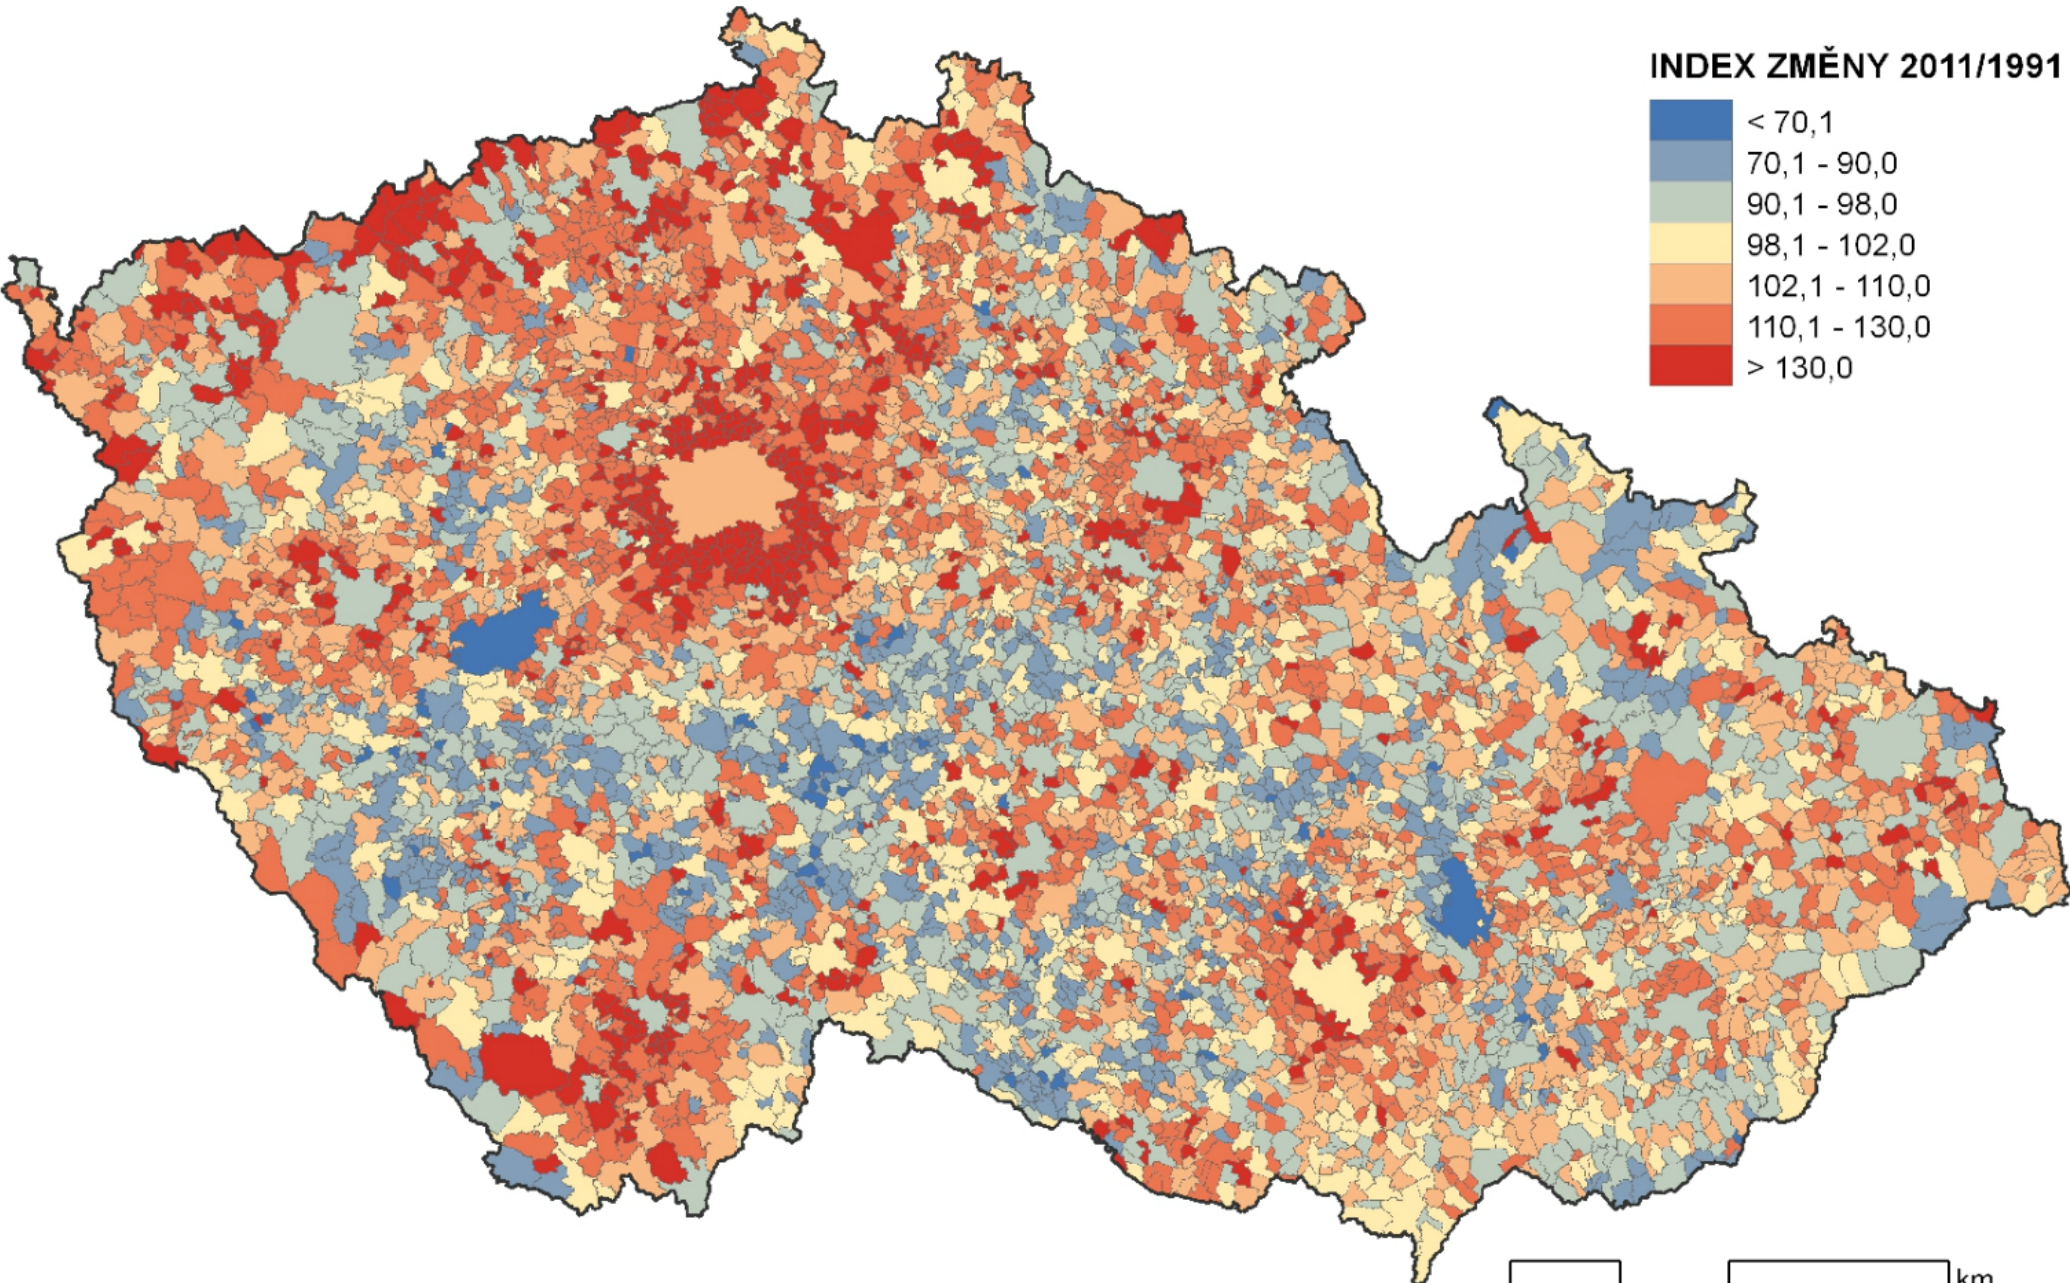 INDEX ZMĚNY 2011/1991
< 70,1
70,1 - 90,0
90,1 - 98,0
98,1 - 102,0
102,1 - 110,0
110,1 - 130,0
> 130,0
km